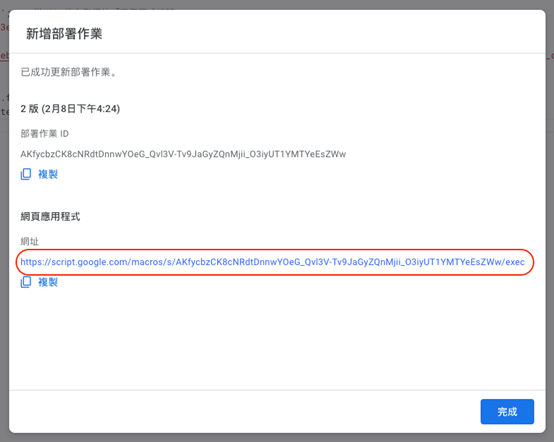 新增部署作業
已成功更新部署作業。
2 版 (2月8日下午4:24)
部署作業 ID
AKfycbzCK8cNRdtDnnwYOeG_Qvl3V-Tv9JaGyZQnMjii_O3iyUT1YMTYeEsZWw
複製
網頁應用程式
網址
https://script.google.com/macros/s/AKfycbzCK8cNRdtDnnwYOeG_Qvl3V-Tv9JaGyZQnMjii_O3iyUT1YMTYeEsZWw/exec
複製
完成